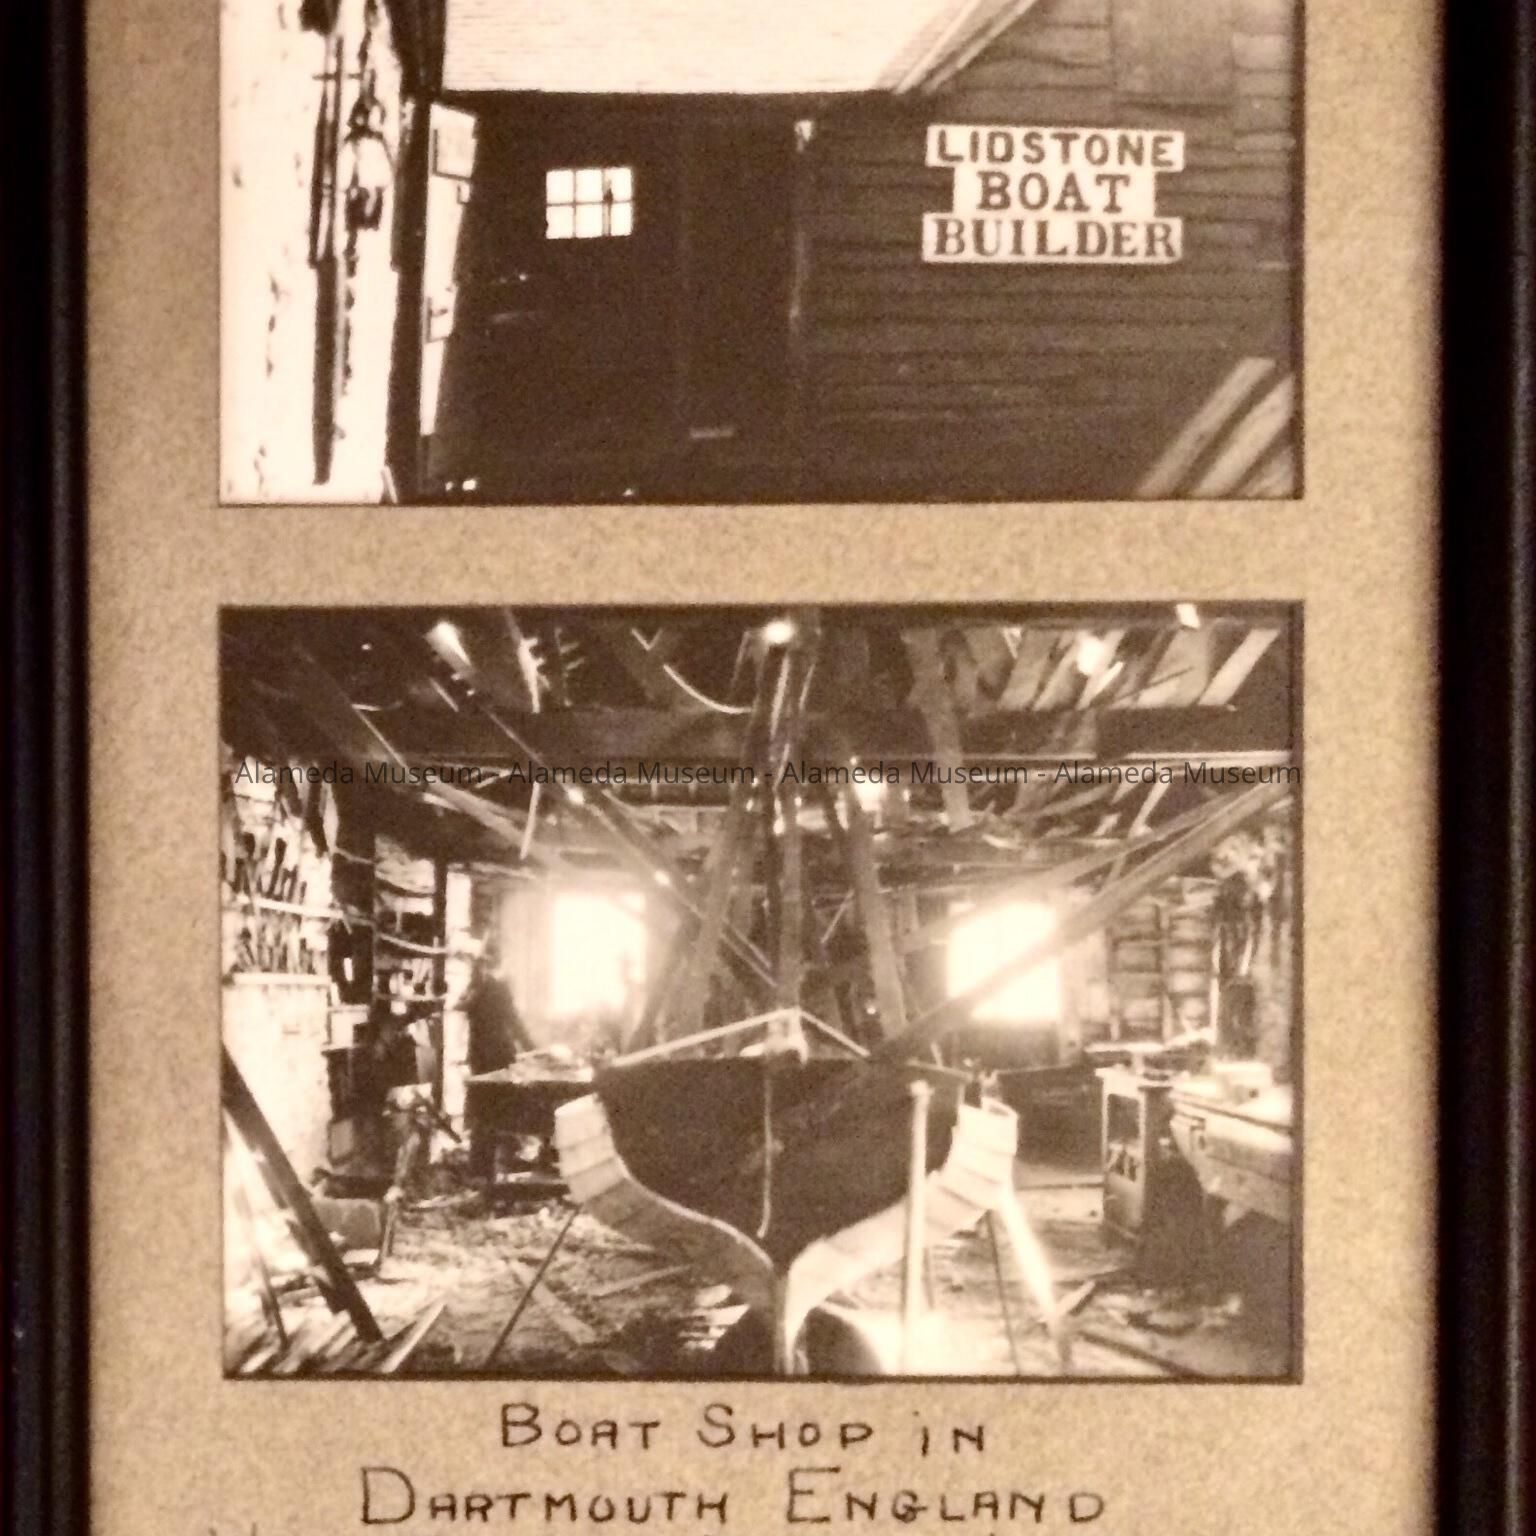 LIDSTONE
BOAT
BUILDER
Alameda Museum - Alameda Museum - Alameda Museum - Alameda Museum
BOAT SHOP iN
DARTMOUTH ENGLAND